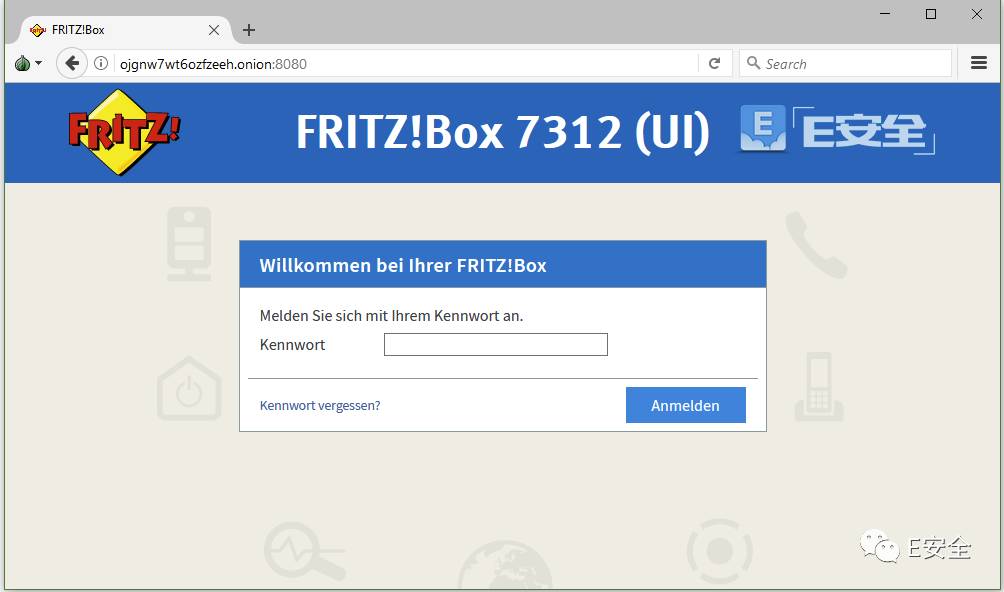 FRITZ!Box
ojgnw7wt6ozfzeeh.onion:8080
Search
FRITZ!
FRITZ!Box 7312 (UI)
E
E安全
Willkommen bei Ihrer FRITZ!Box
Melden Sie sich mit Ihrem Kennwort an.
Kennwort
Kennwort vergessen?
Anmelden
E安全